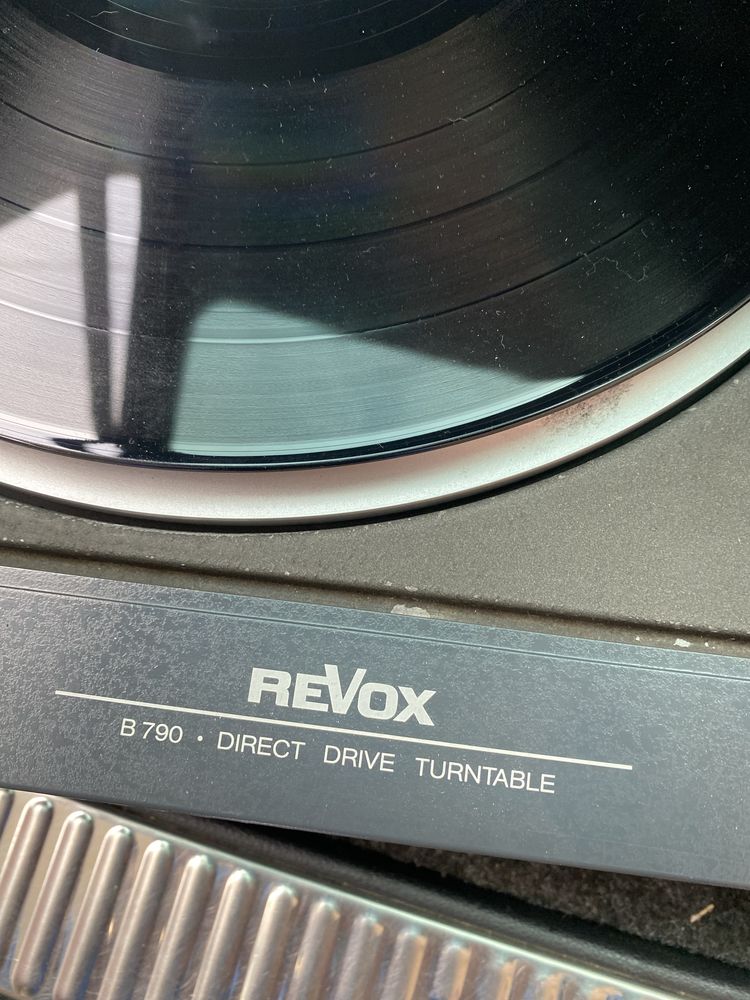 REVOX
B 790 • DIRECT DRIVE TURNTABLE